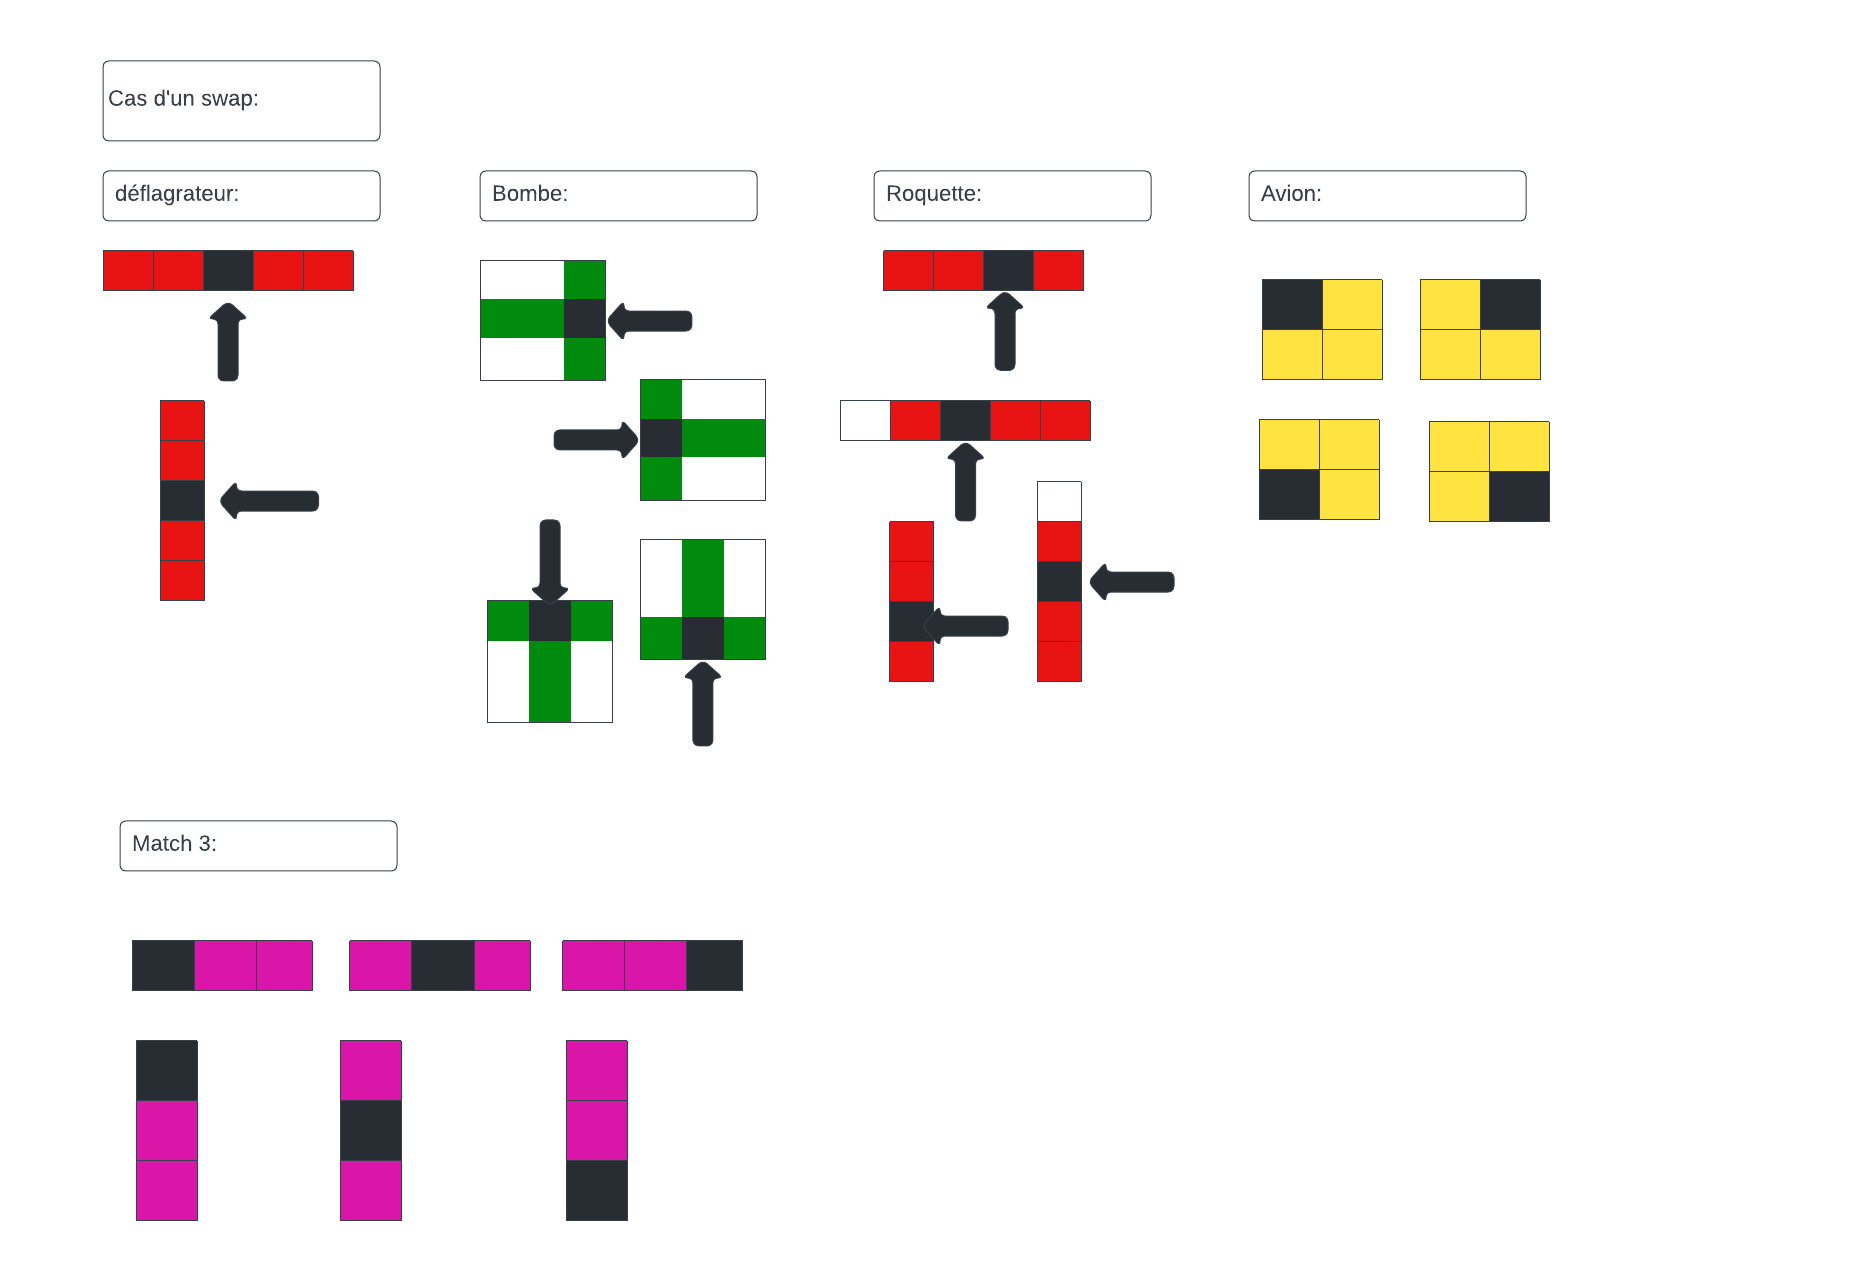 Cas d'un swap:
déflagrateur:
Bombe:
Roquette:
Avion:
Match 3: